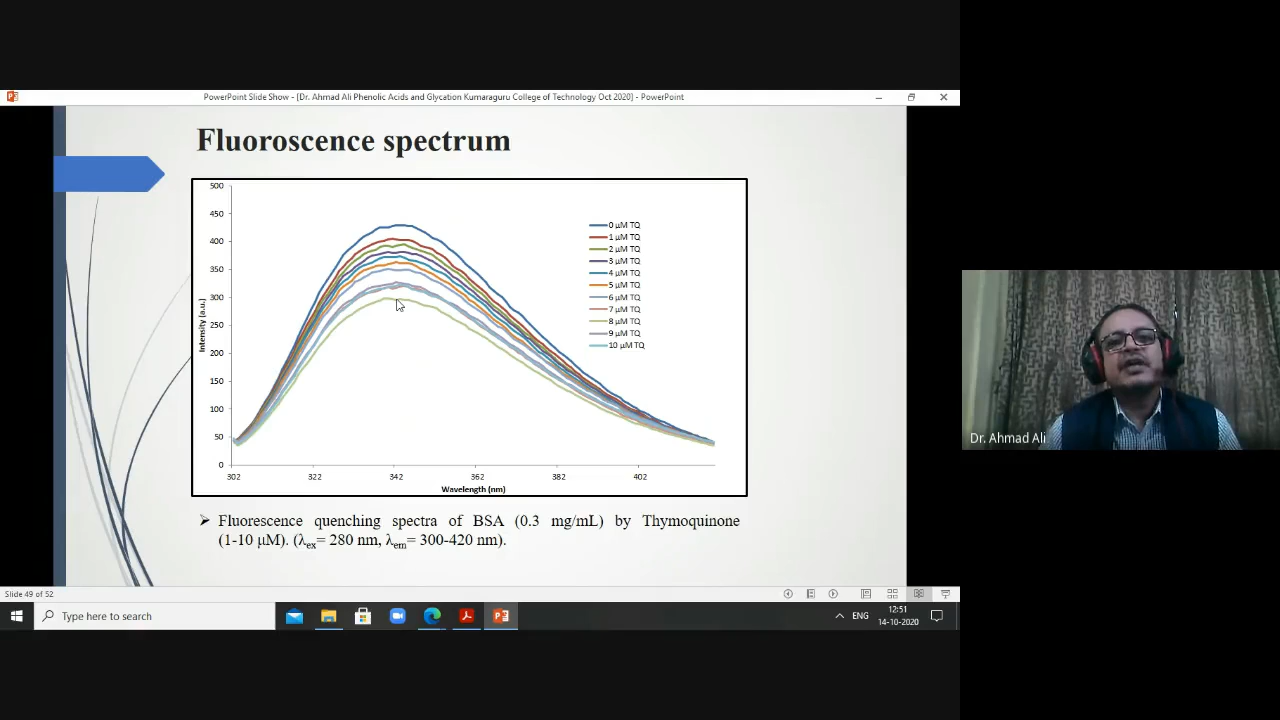 PowerPoint Slide Show - [Dr. Ahmad Ali Phenolic Acids and Glycation Kumaraguru College of Technology Oct 2020] - PowerPoint
Fluoroscence spectrum
500
450
400
350
300
250
200
150
100
50
0
Intensity (a.u.)
302 322 342 362 382 402
Wavelength (nm)
0 µM TQ
1 µM TQ
2 µM TQ
3 µM TQ
4 µM TQ
5 µM TQ
6 µM TQ
7 µM TQ
8 µM TQ
9 µM TQ
10 µM TQ
Fluorescence quenching spectra of BSA (0.3 mg/mL) by Thymoquinone
(1-10 µM). (λex= 280 nm, λem= 300-420 nm).
Dr. Ahmad Ali
Slide 49 of 52
Type here to search
ENG
12:51
14-10-2020